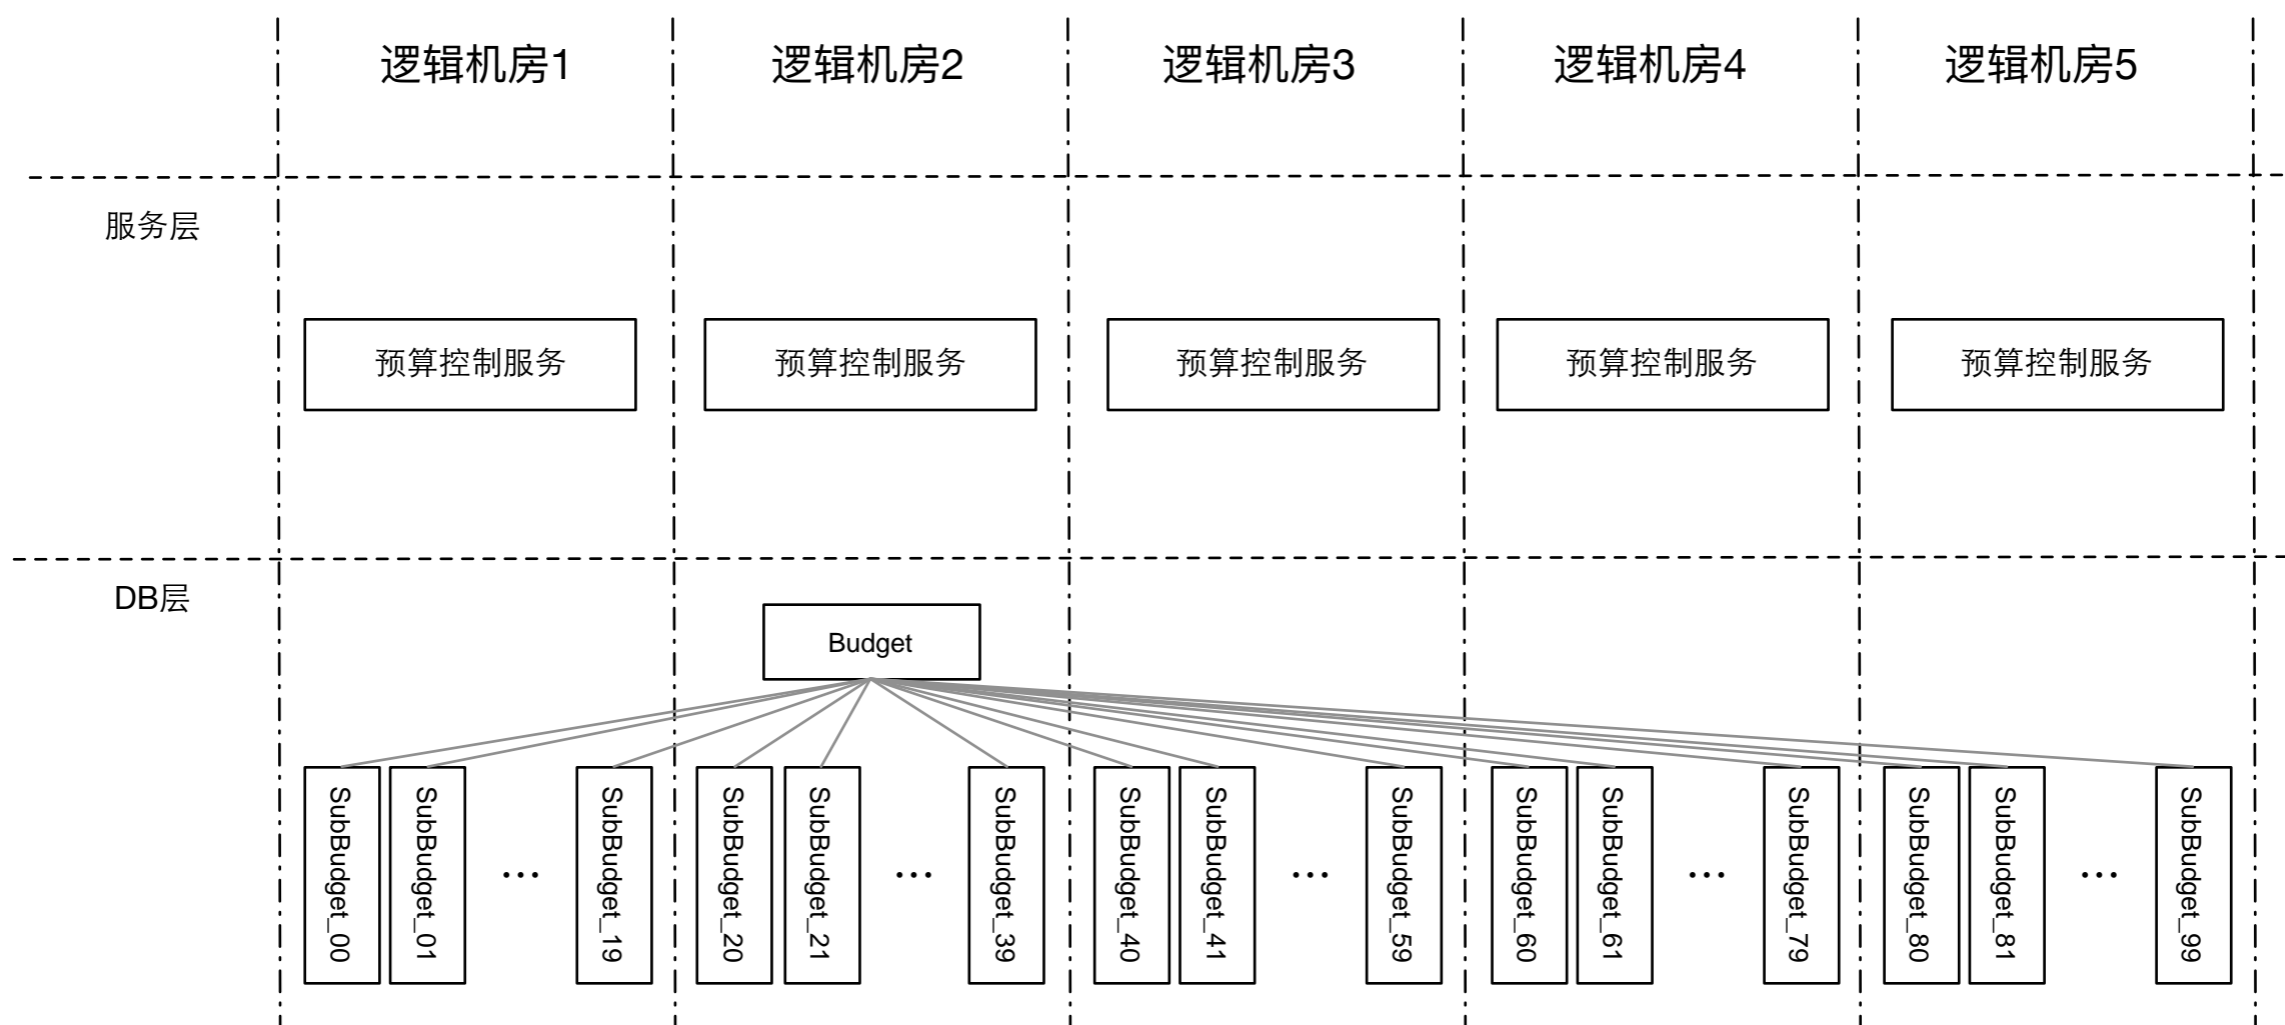 逻辑机房1
逻辑机房2
逻辑机房3
逻辑机房4
逻辑机房5
服务层
预算控制服务
预算控制服务
预算控制服务
预算控制服务
预算控制服务
DB层
Budget
SubBudget_00
SubBudget_01
...
SubBudget_19
SubBudget_20
SubBudget_21
...
SubBudget_39
SubBudget_40
SubBudget_41
...
SubBudget_59
SubBudget_60
SubBudget_61
...
SubBudget_79
SubBudget_80
SubBudget_81
...
SubBudget_99